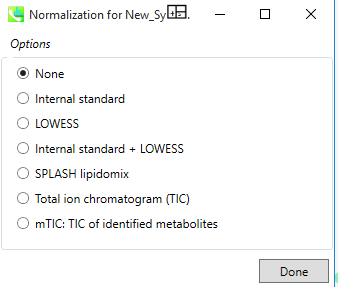 Normalization for New_Sy
Options
None
Internal standard
LOWESS
Internal standard + LOWESS
SPLASH lipidomix
Total ion chromatogram (TIC)
mTIC: TIC of identified metabolites
Done